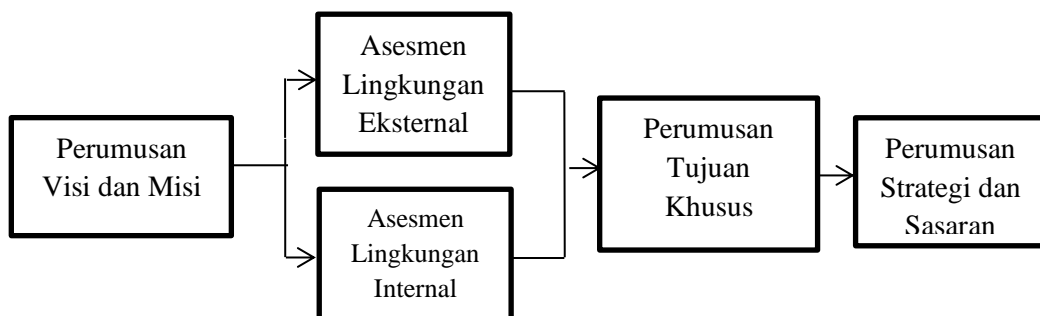 Perumusan
Visi dan Misi
Asesmen
Lingkungan
Eksternal
Asesmen
Lingkungan
Internal
Perumusan
Tujuan
Khusus
Perumusan
Strategi dan
Sasaran